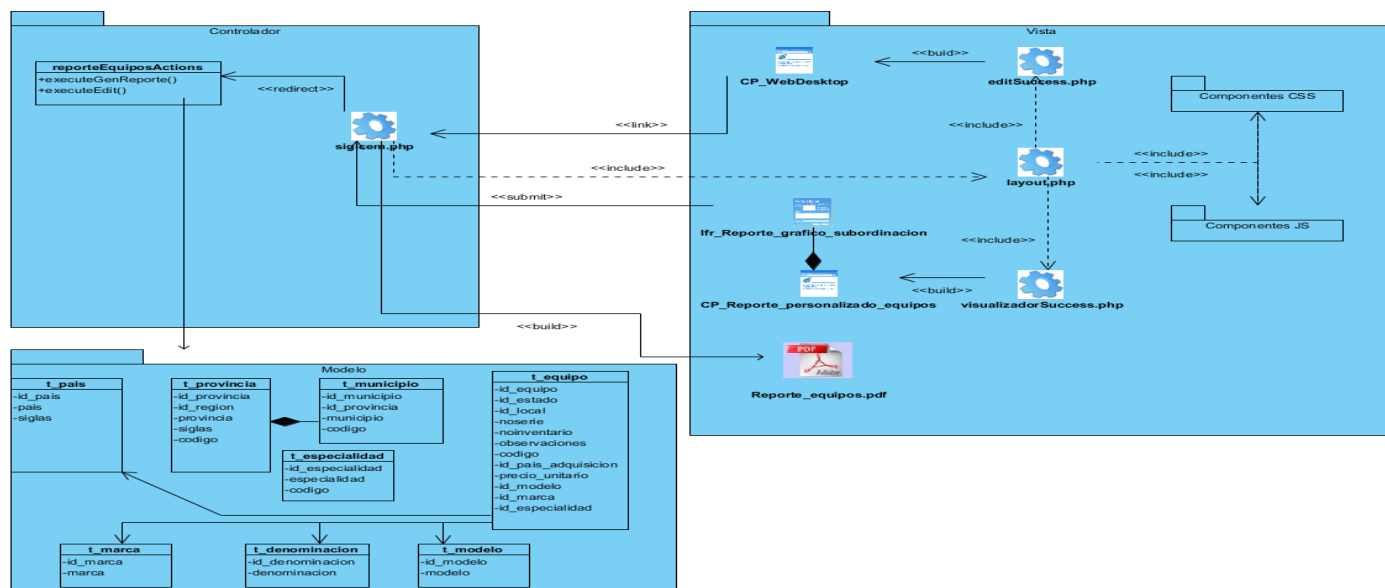 Controlador
reporteEquiposActions
+executeGenReporte()
+executeEdit()
<<redirect>>
sigicem.php
Vista
CP_WebDesktop
<<buid>>
editSuccess.php
<<link>>
<<include>>
Componentes CSS
<<include>>
layout.php
<<include>>
<<include>>
<<submit>>
Ifr_Reporte_grafico_subordinacion
<<include>>
Componentes JS
CP_Reporte_personalizado_equipos
<<build>>
visualizadorSuccess.php
<<build>>
PDF
Adobe
Reporte_equipos.pdf
Modelo
t_pais
-id_pais
-pais
-siglas
t_provincia
-id_provincia
-id_region
-provincia
-siglas
-codigo
t_municipio
-id_municipio
-id_provincia
-municipio
-codigo
t_equipo
-id_equipo
-id_estado
-id_local
-noserie
-noinventario
-observaciones
-codigo
-id_pais_adquisicion
-precio_unitario
-id_modelo
-id_marca
-id_especialidad
t_especialidad
-id_especialidad
-especialidad
-codigo
t_marca
-id_marca
-marca
t_denominacion
-id_denominacion
-denominacion
t_modelo
-id_modelo
-modelo